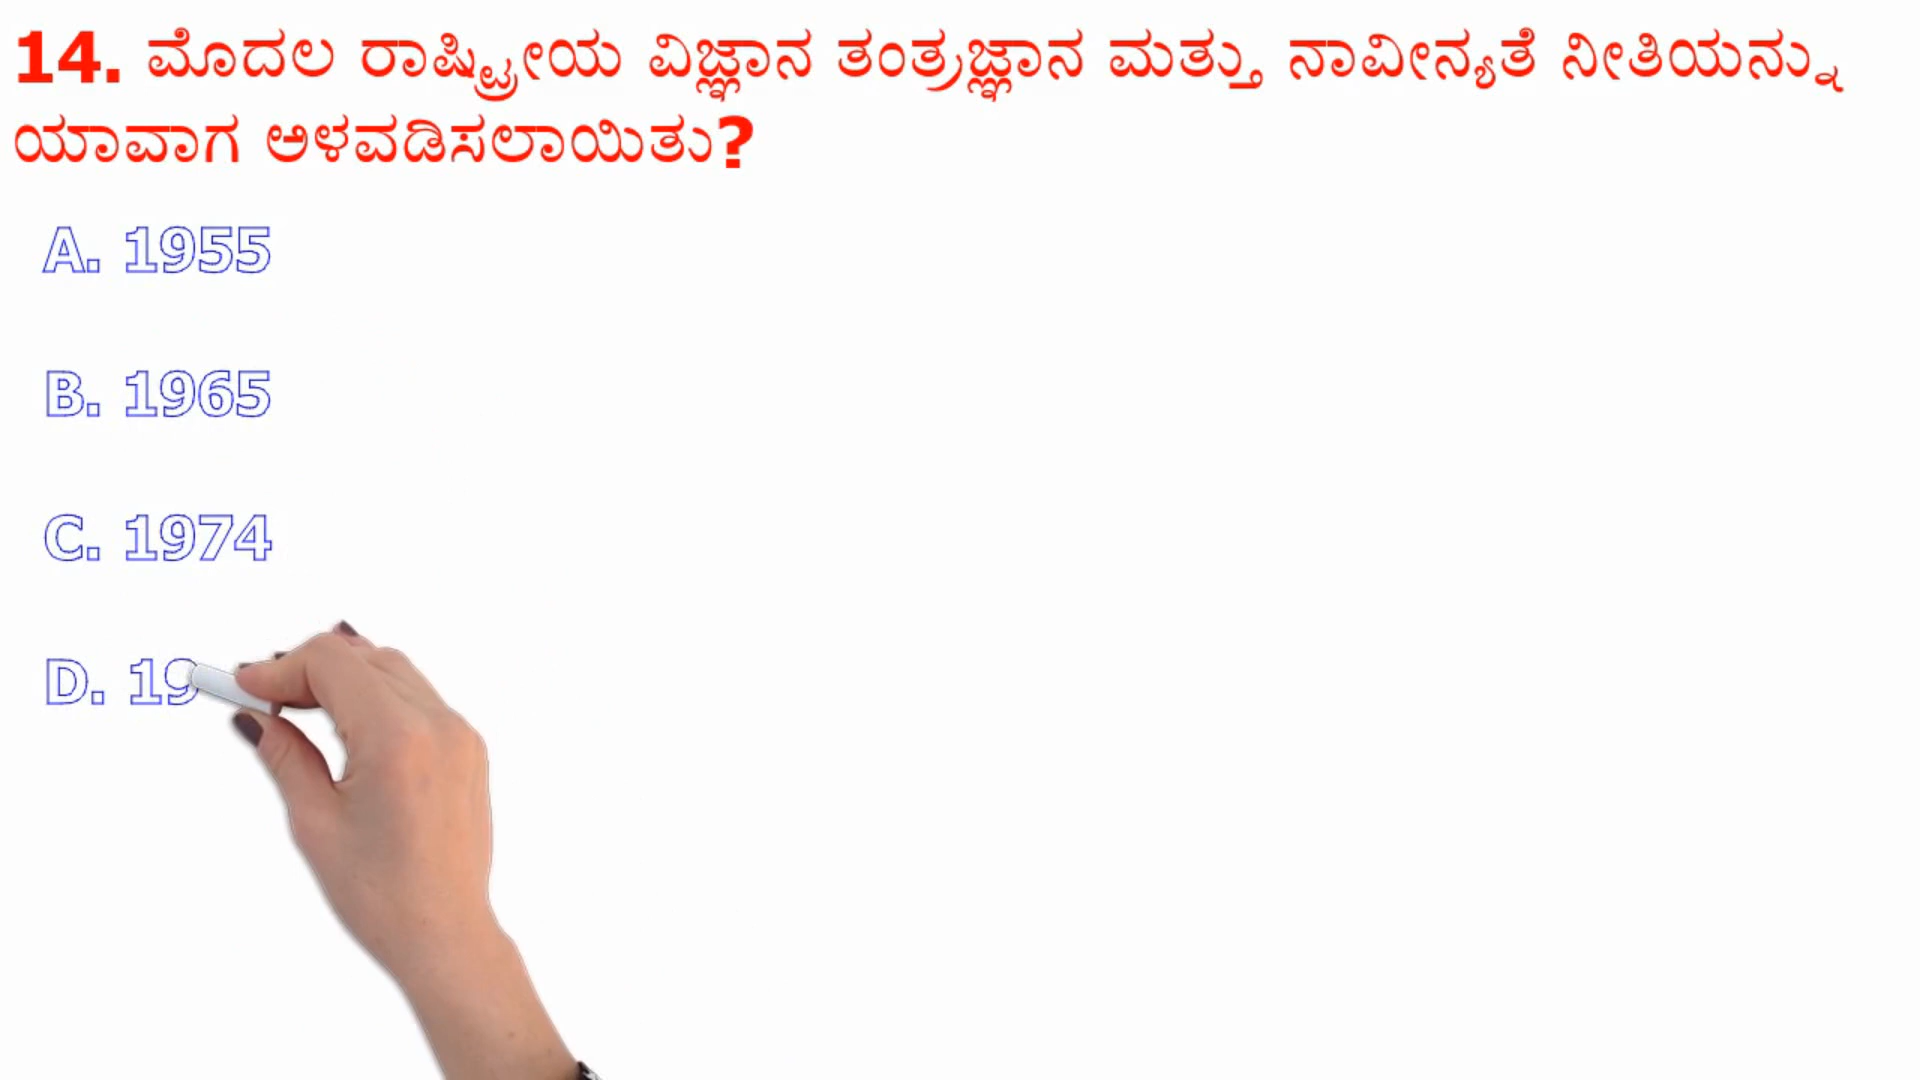 14. ಮೊದಲ ರಾಷ್ಟ್ರೀಯ ವಿಜ್ಞಾನ ತಂತ್ರಜ್ಞಾನ ಮತ್ತು ನಾವೀನ್ಯತೆ ನೀತಿಯನ್ನು
ಯಾವಾಗ ಅಳವಡಿಸಲಾಯಿತು?
A. 1955
B. 1965
C. 1974
D. 19